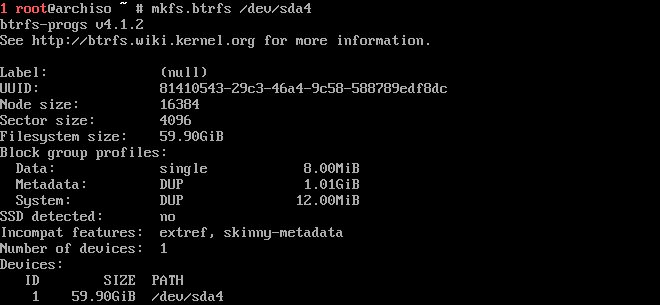 1 root@archiso ~ # mkfs.btrfs /dev/sda4
btrfs-progs v4.1.2
See http://btrfs.wiki.kernel.org for more information.

Label:              (null)
UUID:               81410543-29c3-46a4-9c58-588789edf8dc
Node size:          16384
Sector size:        4096
Filesystem size:    59.90GiB
Block group profiles:
  Data:             single            8.00MiB
  Metadata:         DUP               1.01GiB
  System:           DUP              12.00MiB
SSD detected:       no
Incompat features:  extref, skinny-metadata
Number of devices:  1
Devices:
   ID        SIZE  PATH
    1    59.90GiB  /dev/sda4